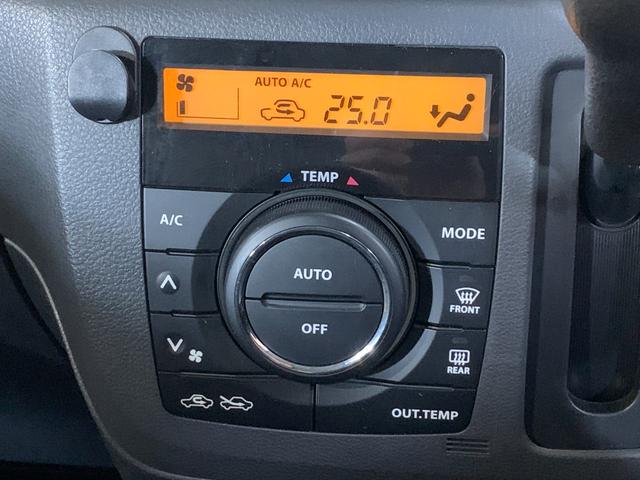 AUTO A/C
25.0
TEMP
A/C
MODE
AUTO
OFF
FRONT
REAR
OUT.TEMP